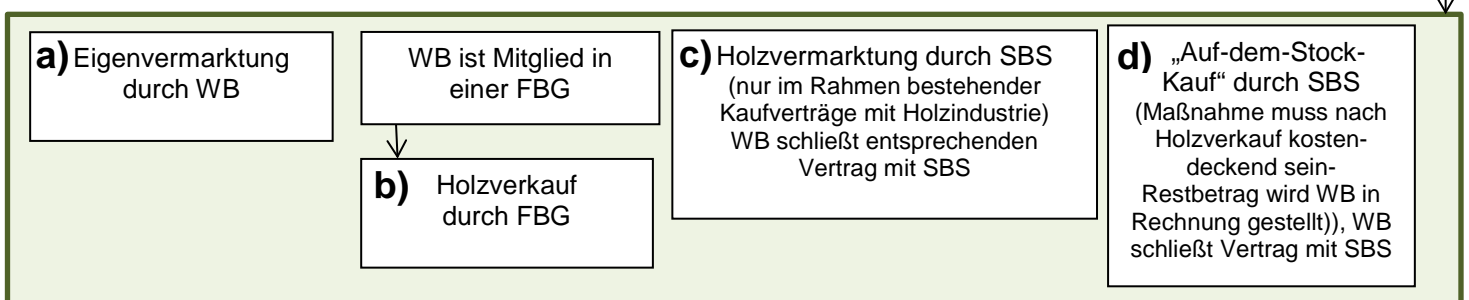 a) Eigenvermarktung
durch WB
WB ist Mitglied in
einer FBG
b) Holzverkauf
durch FBG
c) Holzvermarktung durch SBS
(nur im Rahmen bestehender
Kaufverträge mit Holzindustrie)
WB schließt entsprechenden
Vertrag mit SBS
d) „Auf-dem-Stock-
Kauf“ durch SBS
(Maßnahme muss nach
Holzverkauf kosten-
deckend sein-
Restbetrag wird WB in
Rechnung gestellt)), WB
schließt Vertrag mit SBS